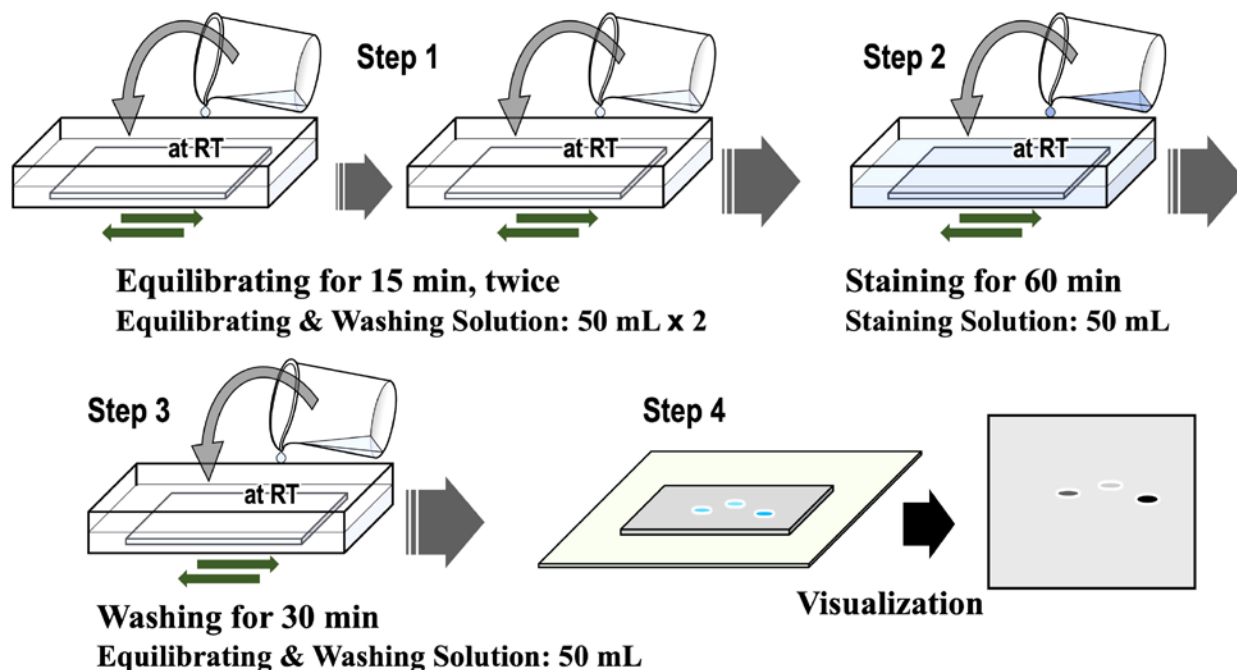 Step 1
Step 2
at RT
at RT
at RT
Equilibrating for 15 min, twice
Equilibrating & Washing Solution: 50 mL x 2
Staining for 60 min
Staining Solution: 50 mL
Step 3
Step 4
at RT
Visualization
Washing for 30 min
Equilibrating & Washing Solution: 50 mL